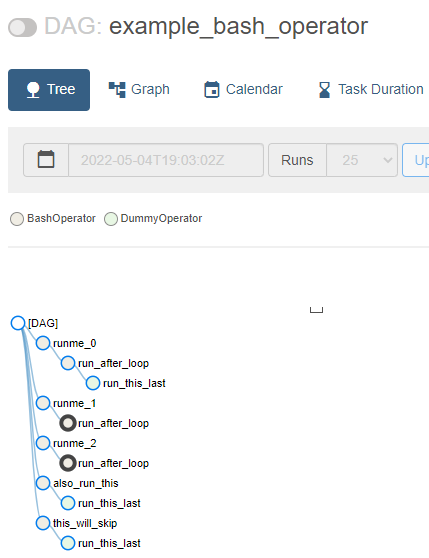 DAG: example_bash_operator
Tree Graph Calendar Task Duration
2022-05-04T19:03:02Z Runs 25
BashOperator DummyOperator
[DAG]
runme_0
run_after_loop
run_this_last
runme_1
run_after_loop
runme_2
run_after_loop
also_run_this
run_this_last
this_will_skip
run_this_last